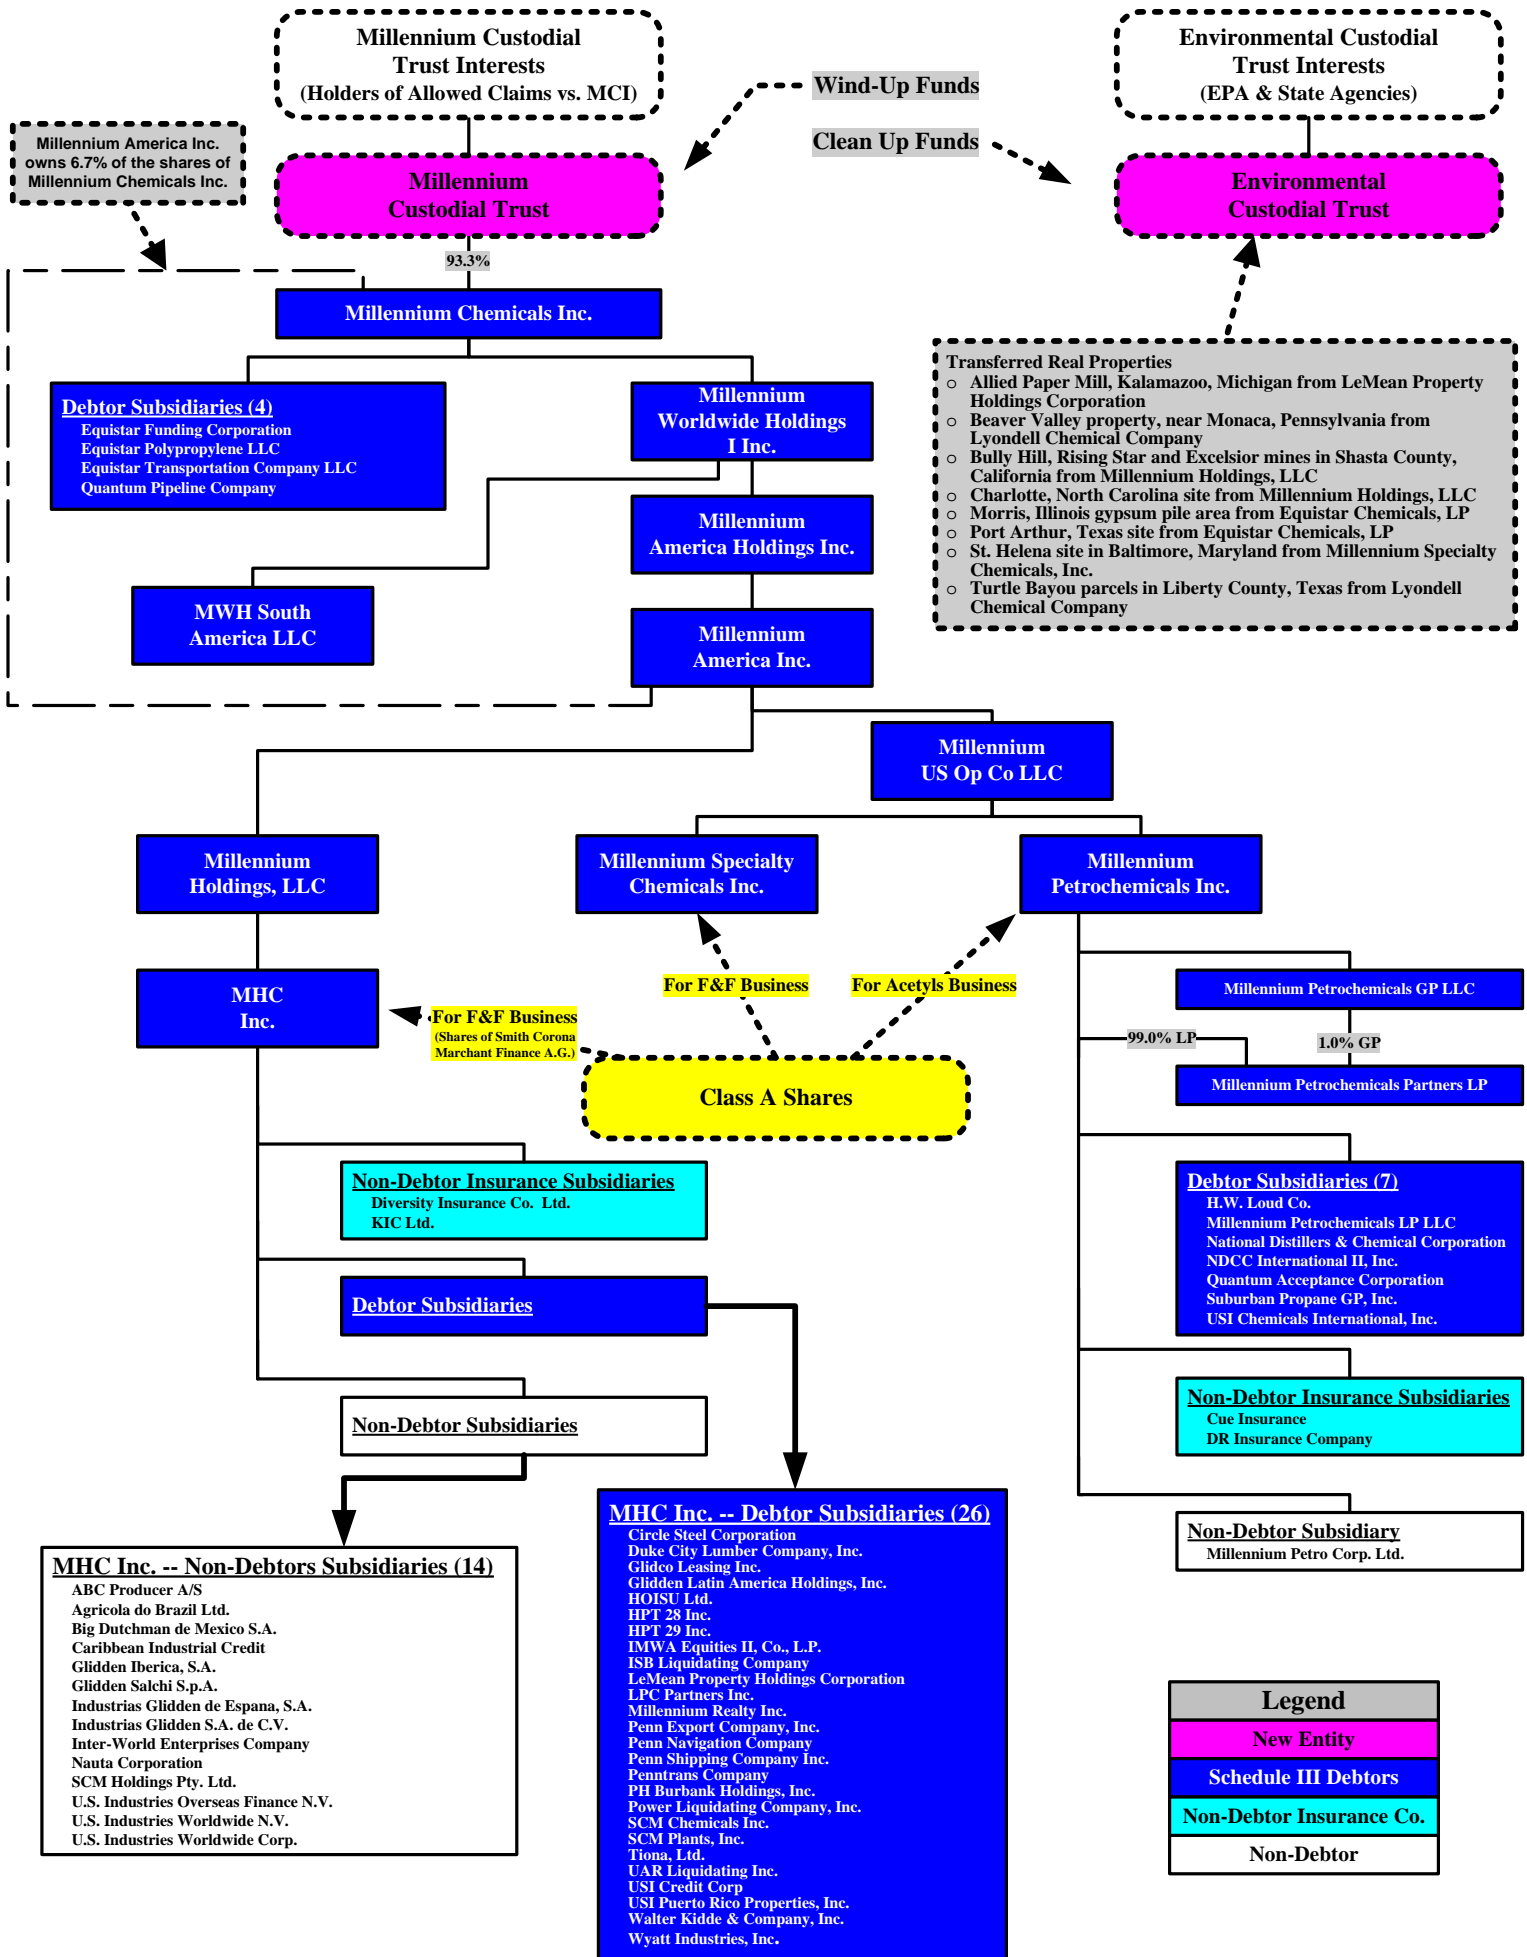 Millennium Custodial
Trust Interests
(Holders of Allowed Claims vs. MCI)
Wind-Up Funds
Clean Up Funds
Environmental Custodial
Trust Interests
(EPA & State Agencies)
Millennium America Inc.
owns 6.7% of the shares of
Millennium Chemicals Inc.
Millennium
Custodial Trust
Environmental
Custodial Trust
93.3%
Millennium Chemicals Inc.
Transferred Real Properties
o Allied Paper Mill, Kalamazoo, Michigan from LeMean Property
Holdings Corporation
o Beaver Valley property, near Monaca, Pennsylvania from
Lyondell Chemical Company
o Bully Hill, Rising Star and Excelsior mines in Shasta County,
California from Millennium Holdings, LLC
o Charlotte, North Carolina site from Millennium Holdings, LLC
o Morris, Illinois gypsum pile area from Equistar Chemicals, LP
o Port Arthur, Texas site from Equistar Chemicals, LP
o St. Helena site in Baltimore, Maryland from Millennium Specialty
Chemicals, Inc.
o Turtle Bayou parcels in Liberty County, Texas from Lyondell
Chemical Company
Debtor Subsidiaries (4)
Equistar Funding Corporation
Equistar Polypropylene LLC
Equistar Transportation Company LLC
Quantum Pipeline Company
Millennium
Worldwide Holdings
I Inc.
Millennium
America Holdings Inc.
MWH South
America LLC
Millennium
America Inc.
Millennium
US Op Co LLC
Millennium
Holdings, LLC
Millennium Specialty
Chemicals Inc.
Millennium
Petrochemicals Inc.
MHC
Inc.
For F&F Business
(Shares of Smith Corona
Marchant Finance A.G.)
For F&F Business
For Acetyls Business
Class A Shares
Millennium Petrochemicals GP LLC
99.0% LP
1.0% GP
Millennium Petrochemicals Partners LP
Non-Debtor Insurance Subsidiaries
Diversity Insurance Co. Ltd.
KIC Ltd.
Debtor Subsidiaries
Non-Debtor Subsidiaries
Debtor Subsidiaries (7)
H.W. Loud Co.
Millennium Petrochemicals LP LLC
National Distillers & Chemical Corporation
NDCC International II, Inc.
Quantum Acceptance Corporation
Suburban Propane GP, Inc.
USI Chemicals International, Inc.
Non-Debtor Insurance Subsidiaries
Cue Insurance
DR Insurance Company
Non-Debtor Subsidiary
Millennium Petro Corp. Ltd.
MHC Inc. -- Non-Debtors Subsidiaries (14)
ABC Producer A/S
Agricola do Brazil Ltd.
Big Dutchman de Mexico S.A.
Caribbean Industrial Credit
Glidden Iberica, S.A.
Glidden Salchi S.p.A.
Industrias Glidden de Espana, S.A.
Industrias Glidden S.A. de C.V.
Inter-World Enterprises Company
Nauta Corporation
SCM Holdings Pty. Ltd.
U.S. Industries Overseas Finance N.V.
U.S. Industries Worldwide N.V.
U.S. Industries Worldwide Corp.
MHC Inc. -- Debtor Subsidiaries (26)
Circle Steel Corporation
Duke City Lumber Company, Inc.
Glidco Leasing Inc.
Glidden Latin America Holdings, Inc.
HOISU Ltd.
HPT 28 Inc.
HPT 29 Inc.
IMWA Equities II, Co., L.P.
ISB Liquidating Company
LeMean Property Holdings Corporation
LPC Partners Inc.
Millennium Realty Inc.
Penn Export Company, Inc.
Penn Navigation Company
Penn Shipping Company Inc.
Penntrans Company
PH Burbank Holdings, Inc.
Power Liquidating Company, Inc.
SCM Chemicals Inc.
SCM Plants, Inc.
Tiona, Ltd.
UAR Liquidating Inc.
USI Credit Corp
USI Puerto Rico Properties, Inc.
Walter Kidde & Company, Inc.
Wyatt Industries, Inc.
Legend
New Entity
Schedule III Debtors
Non-Debtor Insurance Co.
Non-Debtor